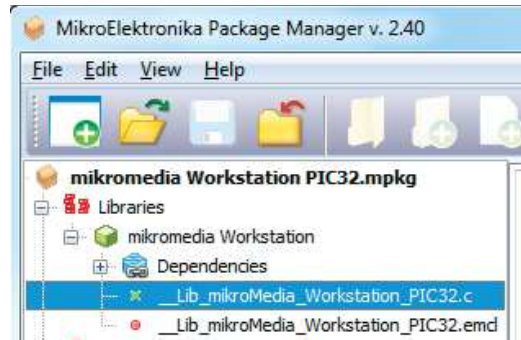 MikroElektronika Package Manager v. 2.40
File Edit View Help
mikromedia Workstation PIC32.mpkg
Libraries
mikromedia Workstation
Dependencies
__Lib_mikroMedia_Workstation_PIC32.c
__Lib_mikroMedia_Workstation_PIC32.emcl